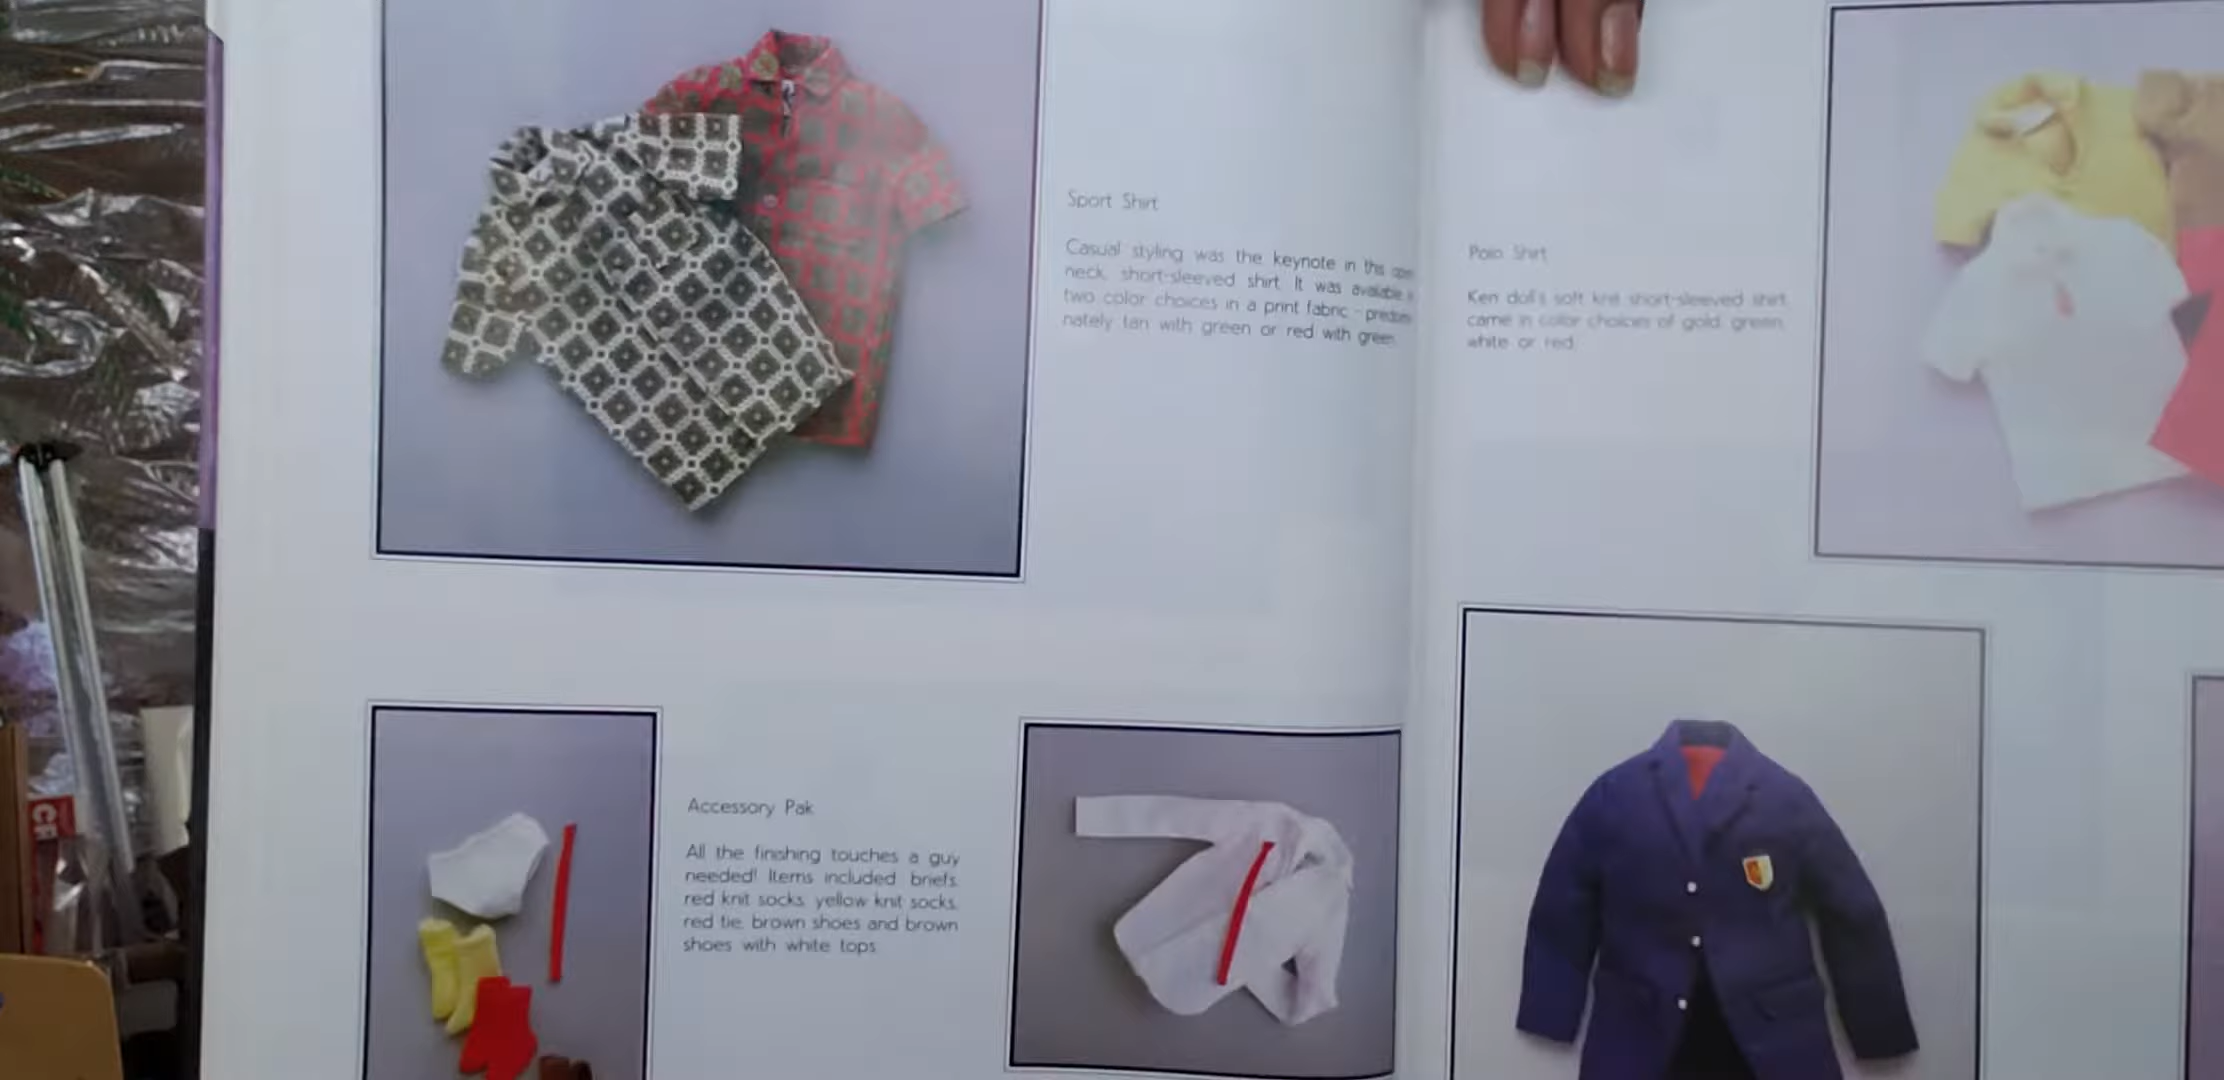 Sport Shirt
Casual styling was the keynote in this open
neck, short-sleeved shirt. It was available
two color choices in a print fabric - predomi
nately tan with green or red with green.
Polo Shirt
Ken doll's soft knit short-sleeved shirt
came in color choices of gold, green,
white or red.
Accessory Pak
All the finishing touches a guy
needed! Items included briefs,
red knit socks, yellow knit socks,
red tie, brown shoes and brown
shoes with white tops.